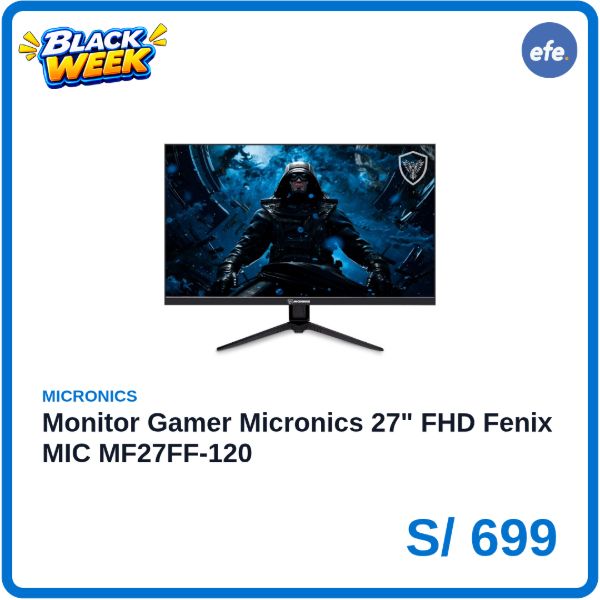 BLACK
WEEK
efe.
MICRONICS
Monitor Gamer Micronics 27" FHD Fenix
MIC MF27FF-120
S/ 699